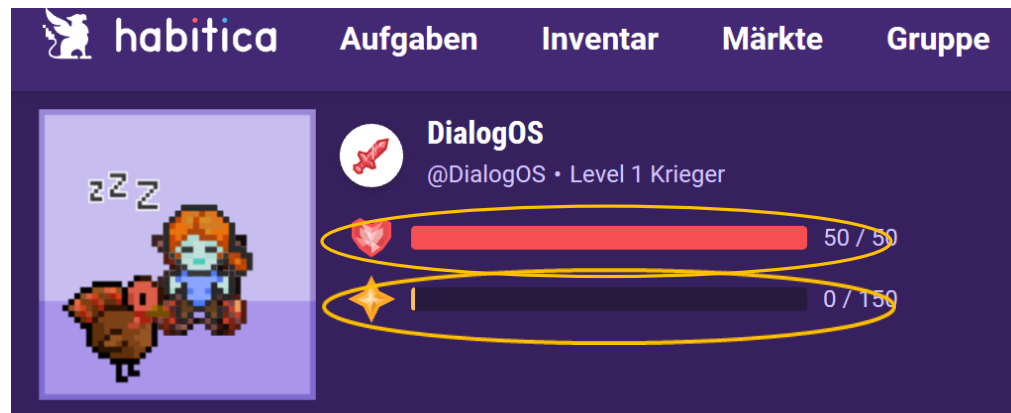 habitica Aufgaben Inventar Märkte Gruppe
DialogOS
@DialogOS • Level 1 Krieger
zZZ
50 / 50
0 / 150